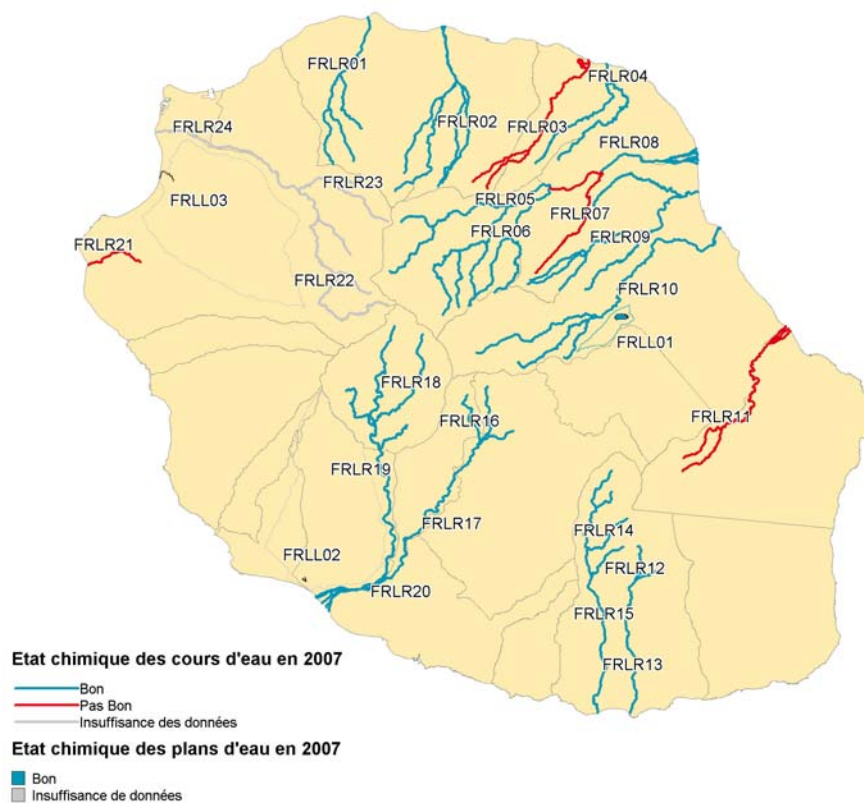 FRLR01
FRLR04
FRLR02
FRLR03
FRLR24
FRLR08
FRLR23
FRLL03
FRLR05
FRLR07
FRLR06
FRLR09
FRLR21
FRLR22
FRLR10
FRLL01
FRLR18
FRLR11
FRLR16
FRLR19
FRLR17
FRLR14
FRLL02
FRLR12
FRLR20
FRLR15
FRLR13
Etat chimique des cours d'eau en 2007
Bon
Pas Bon
Insuffisance des données
Etat chimique des plans d'eau en 2007
Bon
Insuffisance de données